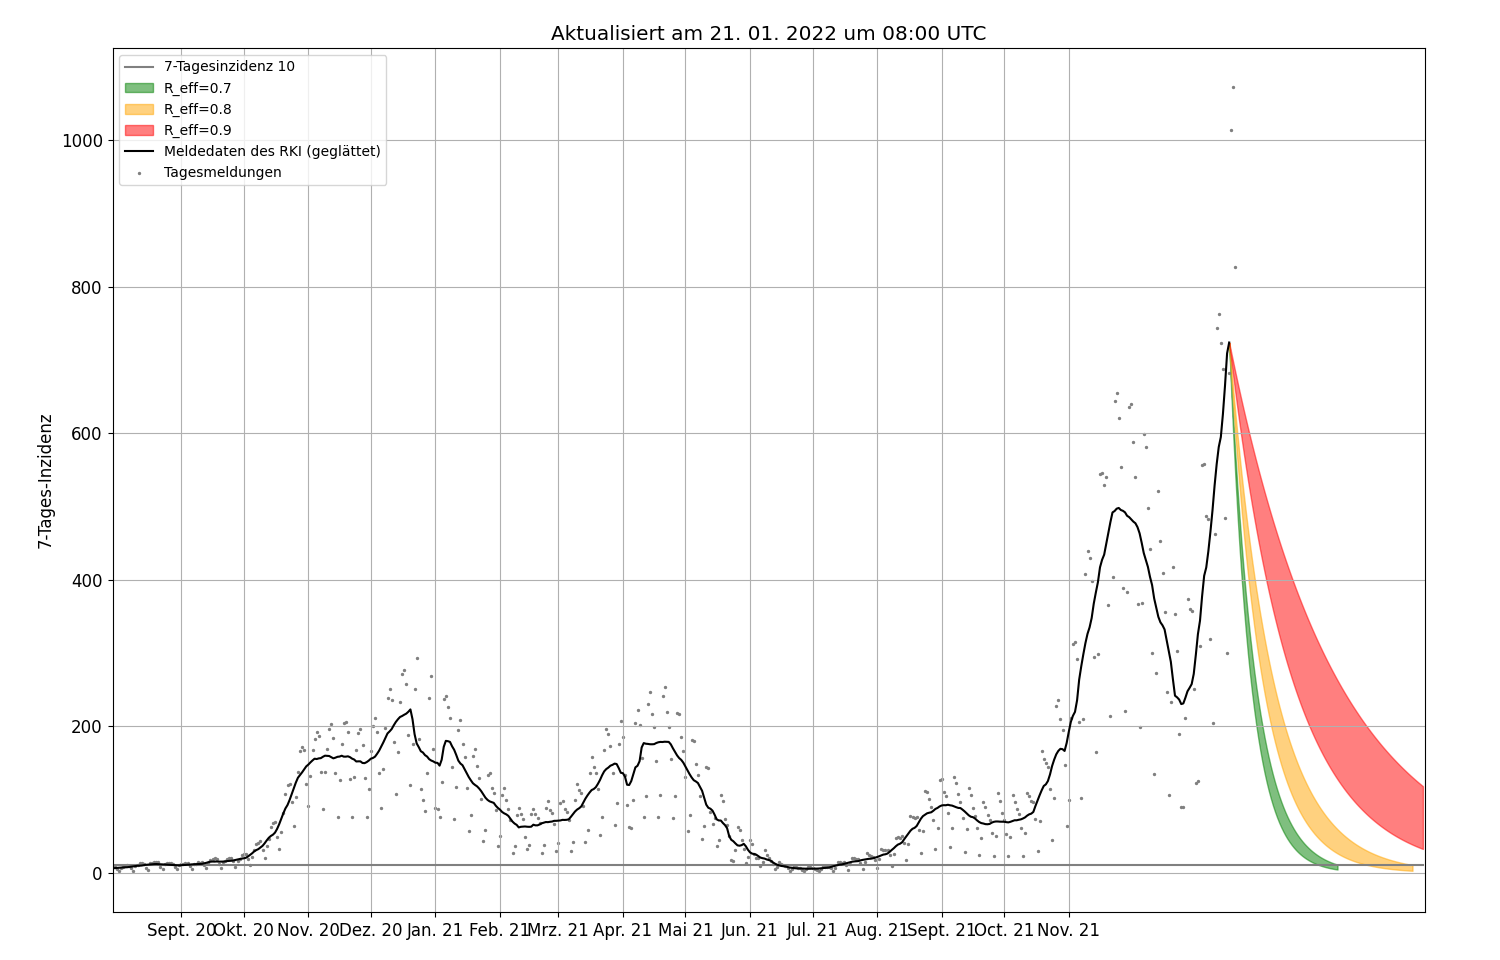 Aktualisiert am 21. 01. 2022 um 08:00 UTC
7-Tagesinzidenz 10
R_eff=0.7
R_eff=0.8
R_eff=0.9
Meldedaten des RKI (geglättet)
Tagesmeldungen
7-Tages-Inzidenz
1000
800
600
400
200
0
Sept. 20 Okt. 20 Nov. 20 Dez. 20 Jan. 21 Feb. 21 Mrz. 21 Apr. 21 Mai 21 Jun. 21 Jul. 21 Aug. 21 Sept. 21 Oct. 21 Nov. 21